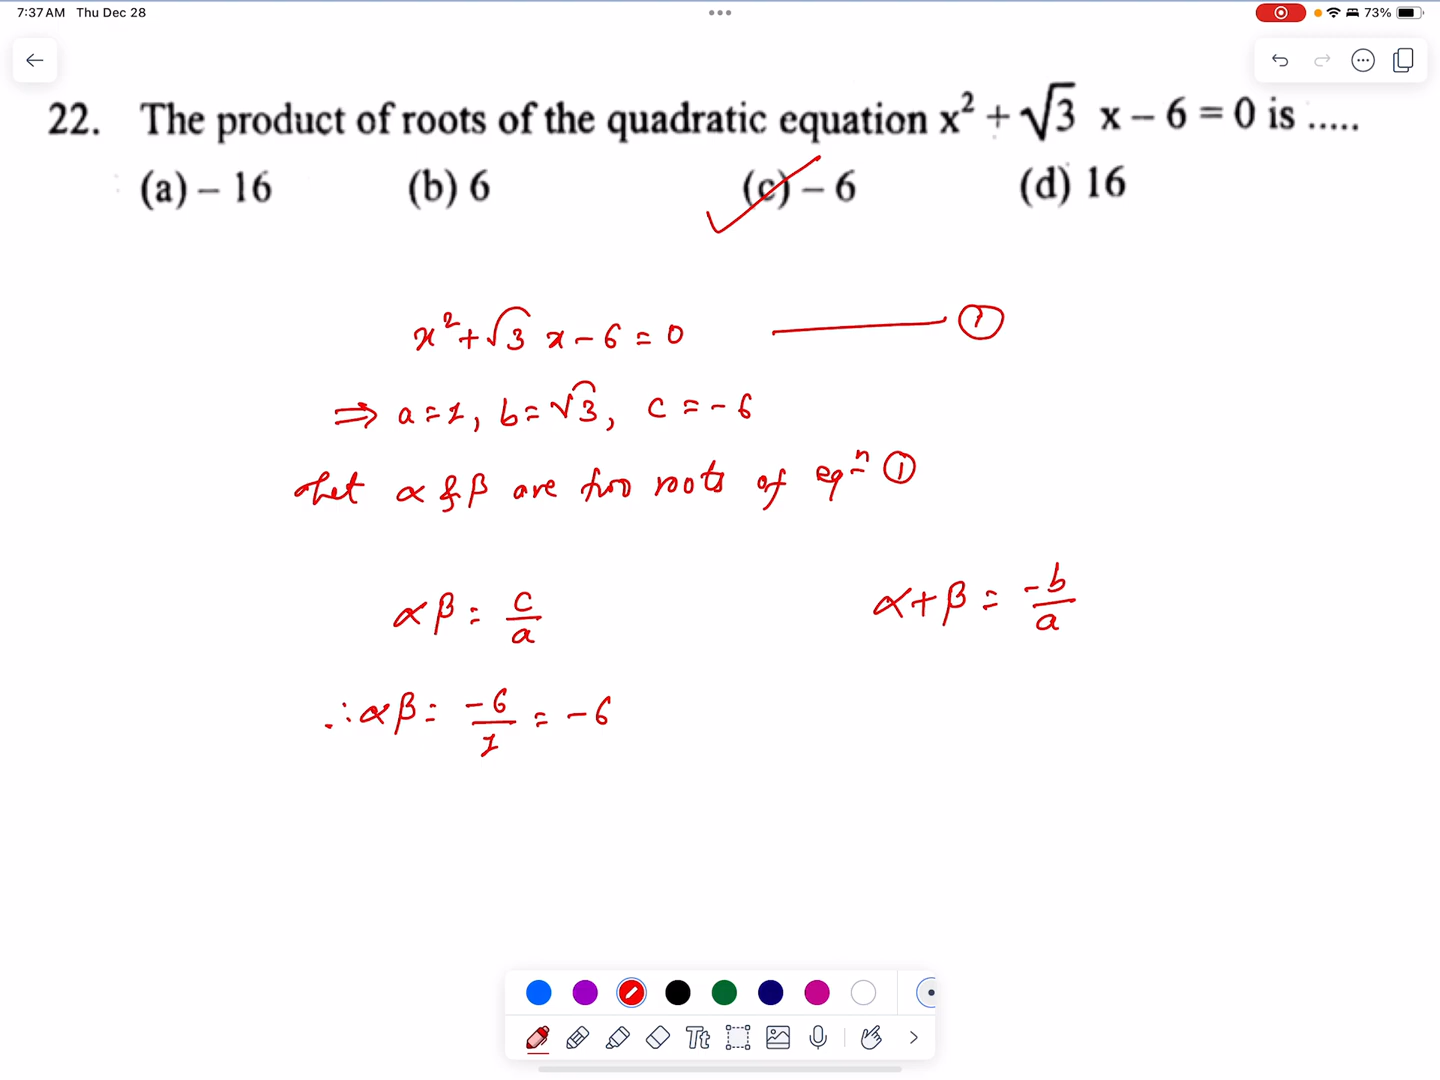 7:37 AM Thu Dec 28
73%
22. The product of roots of the quadratic equation x² + √3 x – 6 = 0 is .....
(a) – 16 (b) 6 (c) – 6 (d) 16
x² + √3 x – 6 = 0 ——— ①
⇒ a = 1, b = √3, c = – 6
Let α & β are two roots of eqⁿ ①
αβ = c/a α + β = -b/a
∴ αβ = -6/1 = -6
Tt